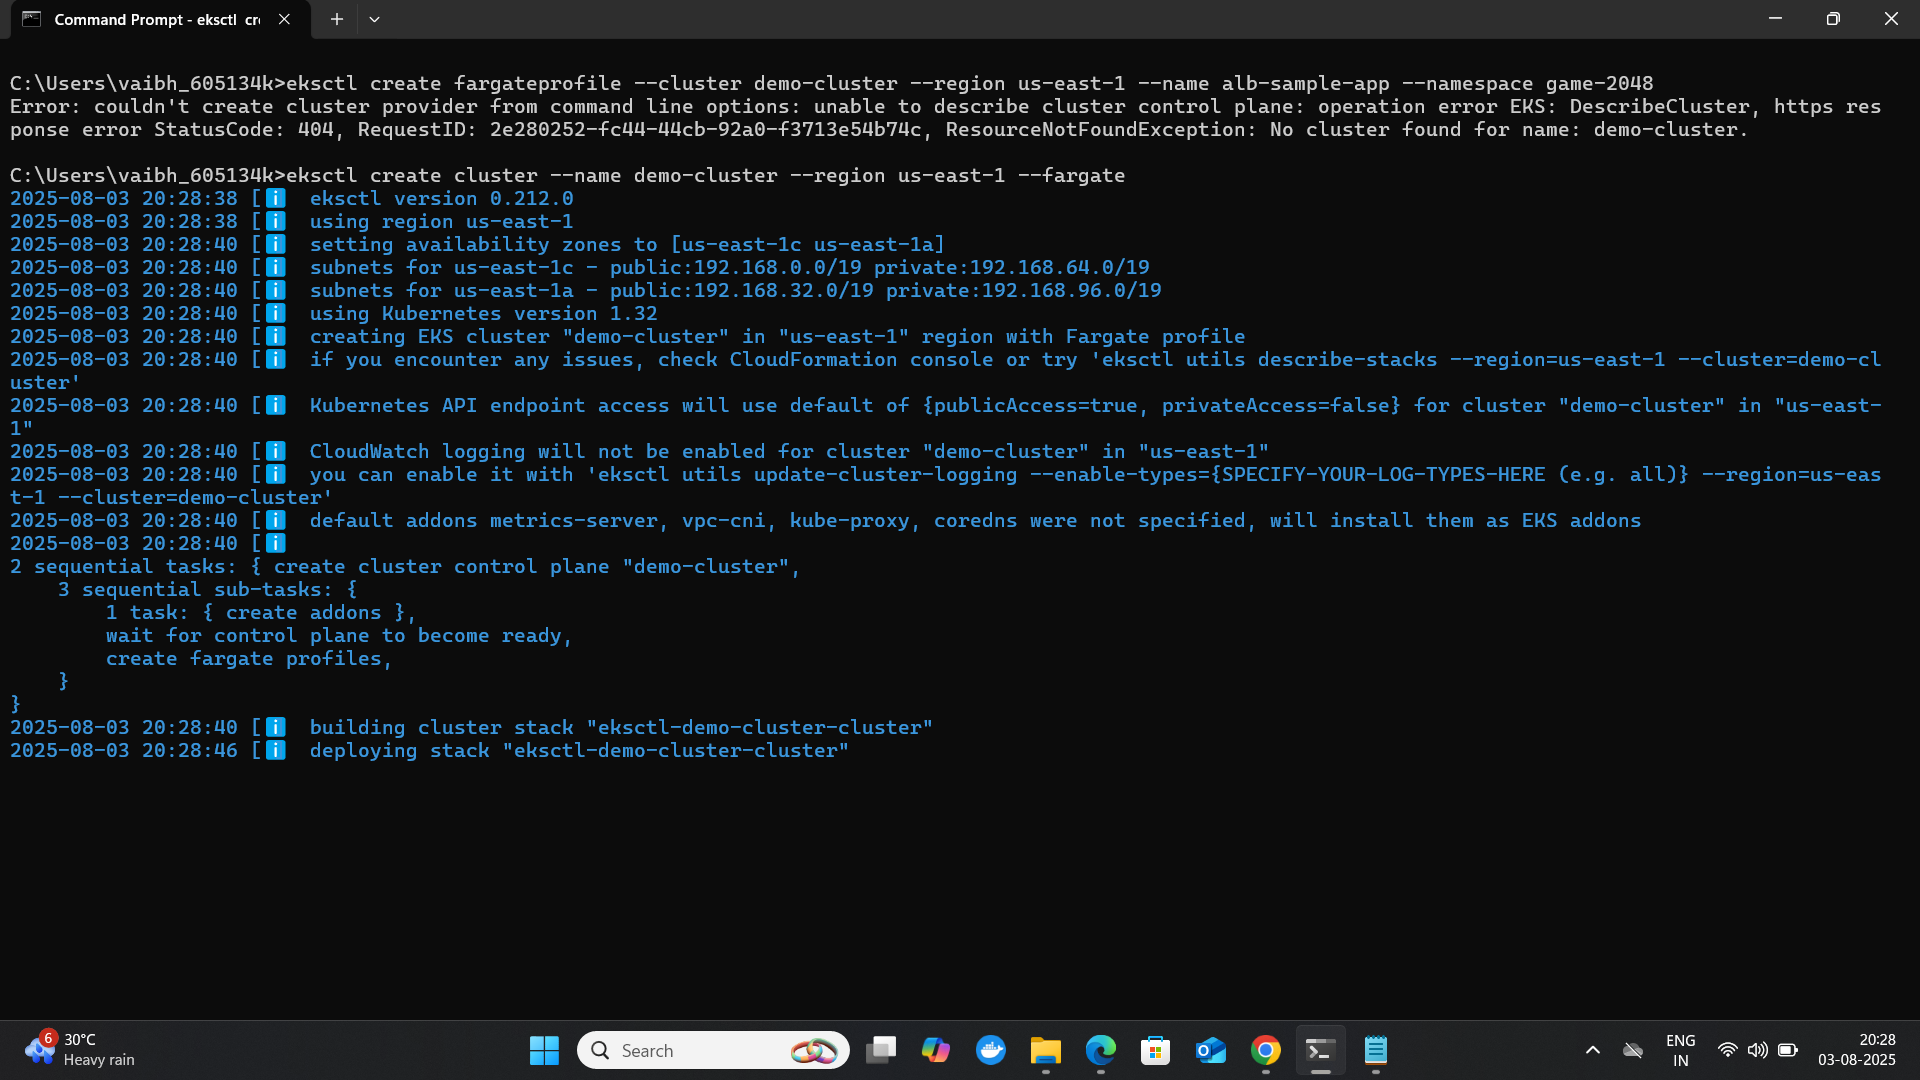 Command Prompt - eksctl cr
C:\Users\vaibh_605134k>eksctl create fargateprofile --cluster demo-cluster --region us-east-1 --name alb-sample-app --namespace game-2048
Error: couldn't create cluster provider from command line options: unable to describe cluster control plane: operation error EKS: DescribeCluster, https res
ponse error StatusCode: 404, RequestID: 2e280252-fc44-44cb-92a0-f3713e54b74c, ResourceNotFoundException: No cluster found for name: demo-cluster.
C:\Users\vaibh_605134k>eksctl create cluster --name demo-cluster --region us-east-1 --fargate
2025-08-03 20:28:38 [ℹ]  eksctl version 0.212.0
2025-08-03 20:28:38 [ℹ]  using region us-east-1
2025-08-03 20:28:40 [ℹ]  setting availability zones to [us-east-1c us-east-1a]
2025-08-03 20:28:40 [ℹ]  subnets for us-east-1c - public:192.168.0.0/19 private:192.168.64.0/19
2025-08-03 20:28:40 [ℹ]  subnets for us-east-1a - public:192.168.32.0/19 private:192.168.96.0/19
2025-08-03 20:28:40 [ℹ]  using Kubernetes version 1.32
2025-08-03 20:28:40 [ℹ]  creating EKS cluster "demo-cluster" in "us-east-1" region with Fargate profile
2025-08-03 20:28:40 [ℹ]  if you encounter any issues, check CloudFormation console or try 'eksctl utils describe-stacks --region=us-east-1 --cluster=demo-cl
uster'
2025-08-03 20:28:40 [ℹ]  Kubernetes API endpoint access will use default of {publicAccess=true, privateAccess=false} for cluster "demo-cluster" in "us-east-
1"
2025-08-03 20:28:40 [ℹ]  CloudWatch logging will not be enabled for cluster "demo-cluster" in "us-east-1"
2025-08-03 20:28:40 [ℹ]  you can enable it with 'eksctl utils update-cluster-logging --enable-types={SPECIFY-YOUR-LOG-TYPES-HERE (e.g. all)} --region=us-eas
t-1 --cluster=demo-cluster'
2025-08-03 20:28:40 [ℹ]  default addons metrics-server, vpc-cni, kube-proxy, coredns were not specified, will install them as EKS addons
2025-08-03 20:28:40 [ℹ]
2 sequential tasks: { create cluster control plane "demo-cluster",
    3 sequential sub-tasks: {
        1 task: { create addons },
        wait for control plane to become ready,
        create fargate profiles,
    }
}
2025-08-03 20:28:40 [ℹ]  building cluster stack "eksctl-demo-cluster-cluster"
2025-08-03 20:28:46 [ℹ]  deploying stack "eksctl-demo-cluster-cluster"
6
30°C
Heavy rain
Search
ENG
IN
20:28
03-08-2025